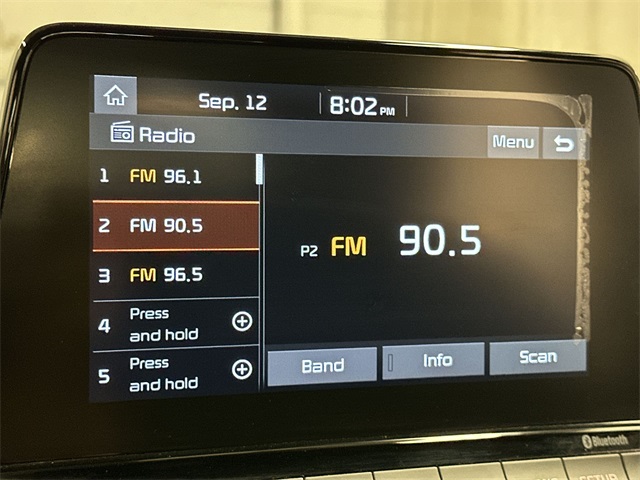 Sep. 12 8:02 PM
Radio Menu
1 FM 96.1
2 FM 90.5
3 FM 96.5
4 Press and hold
5 Press and hold
P2 FM 90.5
Band Info Scan
Bluetooth
SETUP